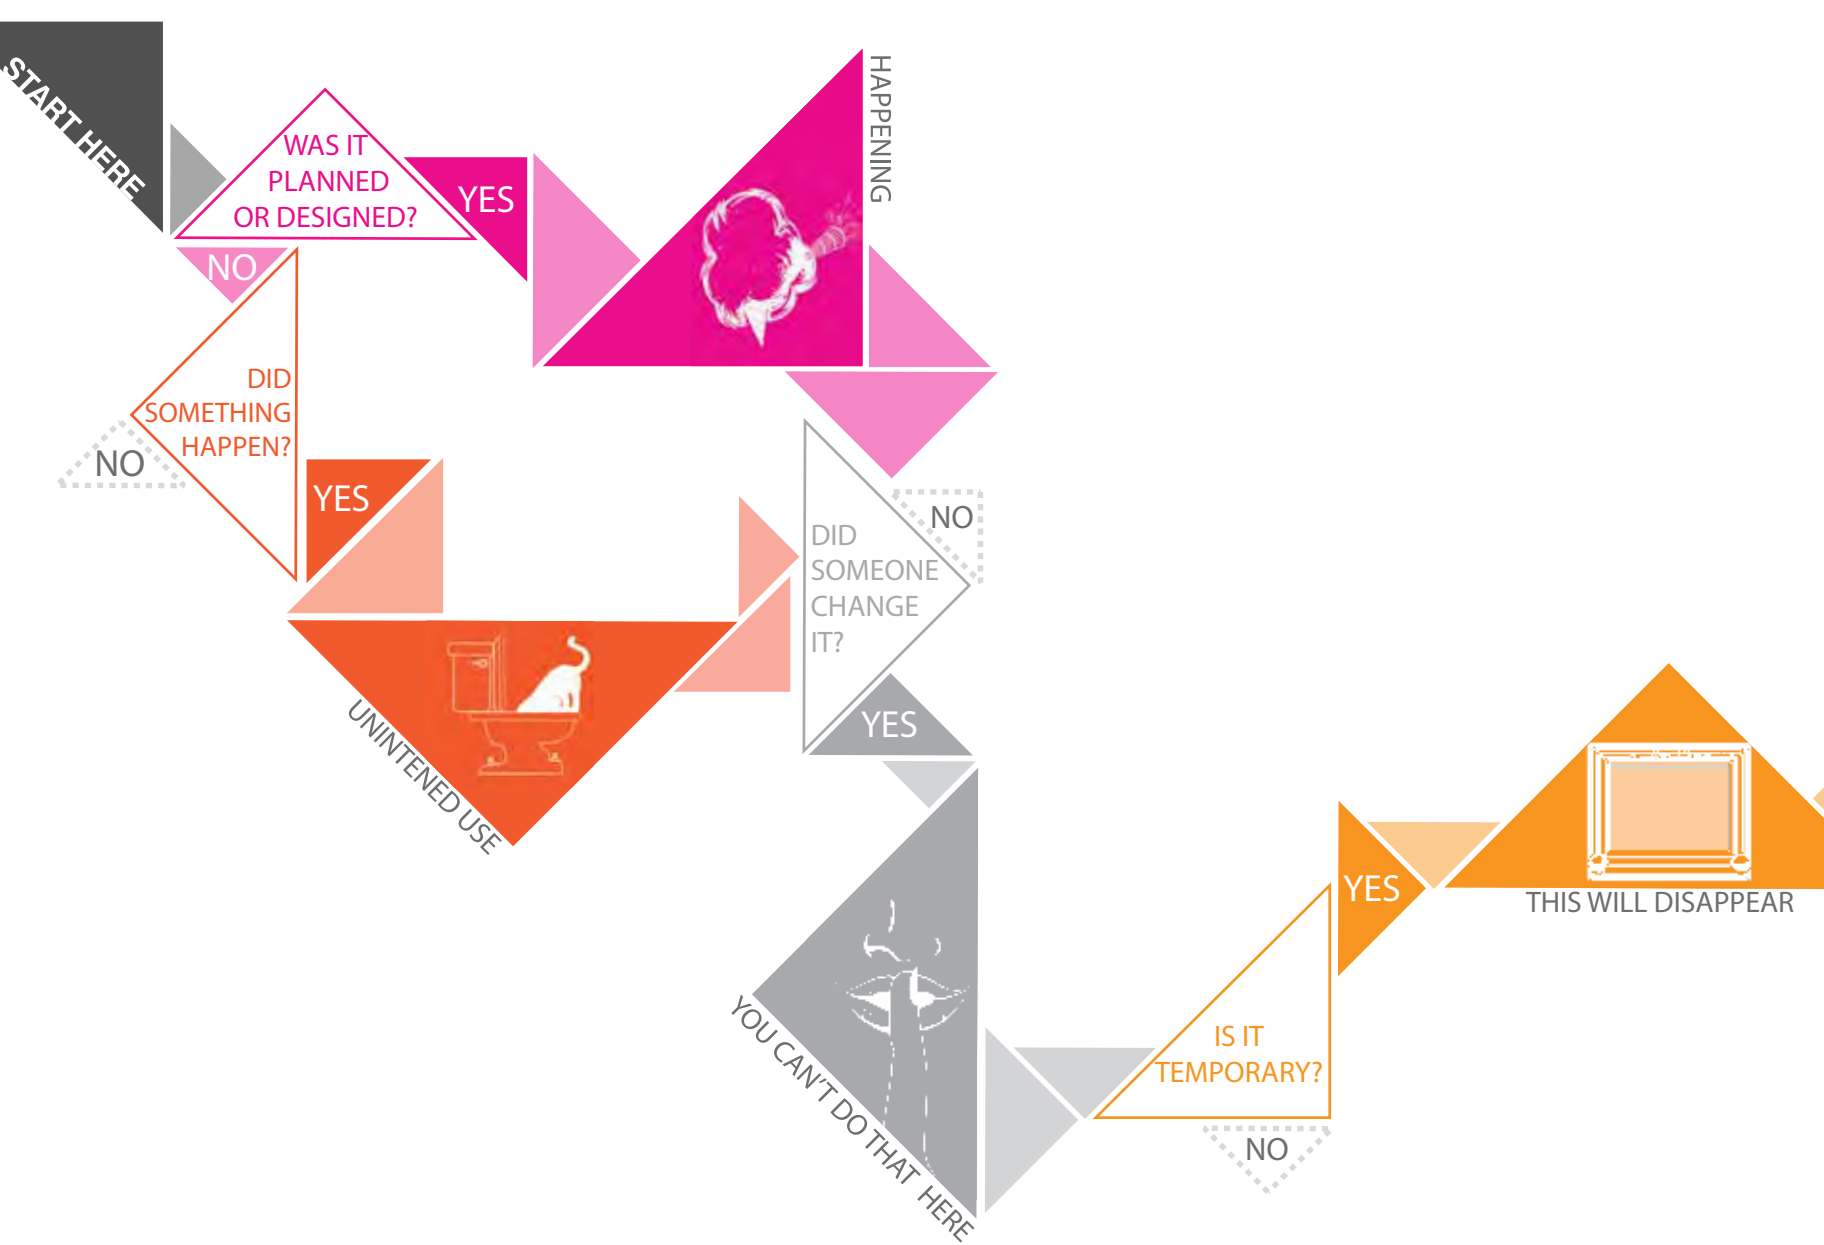 START HERE
WAS IT
PLANNED
OR DESIGNED?
YES
HAPPENING
NO
DID
SOMETHING
HAPPEN?
NO
YES
UNINTENED USE
DID
SOMEONE
CHANGE
IT?
NO
YES
YOU CAN'T DO THAT HERE
IS IT
TEMPORARY?
NO
YES
THIS WILL DISAPPEAR